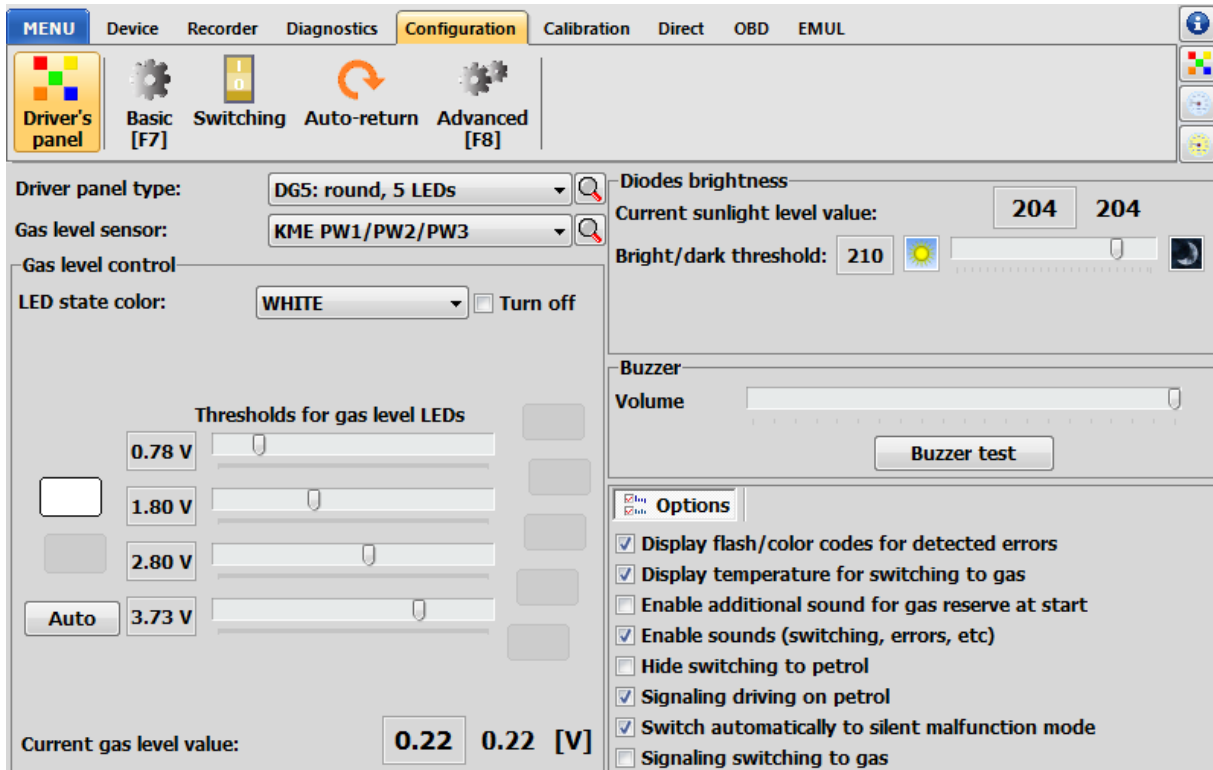 MENU Device Recorder Diagnostics Configuration Calibration Direct OBD EMUL
Driver's panel
Basic [F7]
Switching
Auto-return
Advanced [F8]
Driver panel type: DG5: round, 5 LEDs
Gas level sensor: KME PW1/PW2/PW3
Gas level control
LED state color: WHITE Turn off
Thresholds for gas level LEDs
0.78 V
1.80 V
2.80 V
Auto 3.73 V
Current gas level value: 0.22 0.22 [V]
Diodes brightness
Current sunlight level value: 204 204
Bright/dark threshold: 210
Buzzer
Volume
Buzzer test
Options
Display flash/color codes for detected errors
Display temperature for switching to gas
Enable additional sound for gas reserve at start
Enable sounds (switching, errors, etc)
Hide switching to petrol
Signaling driving on petrol
Switch automatically to silent malfunction mode
Signaling switching to gas